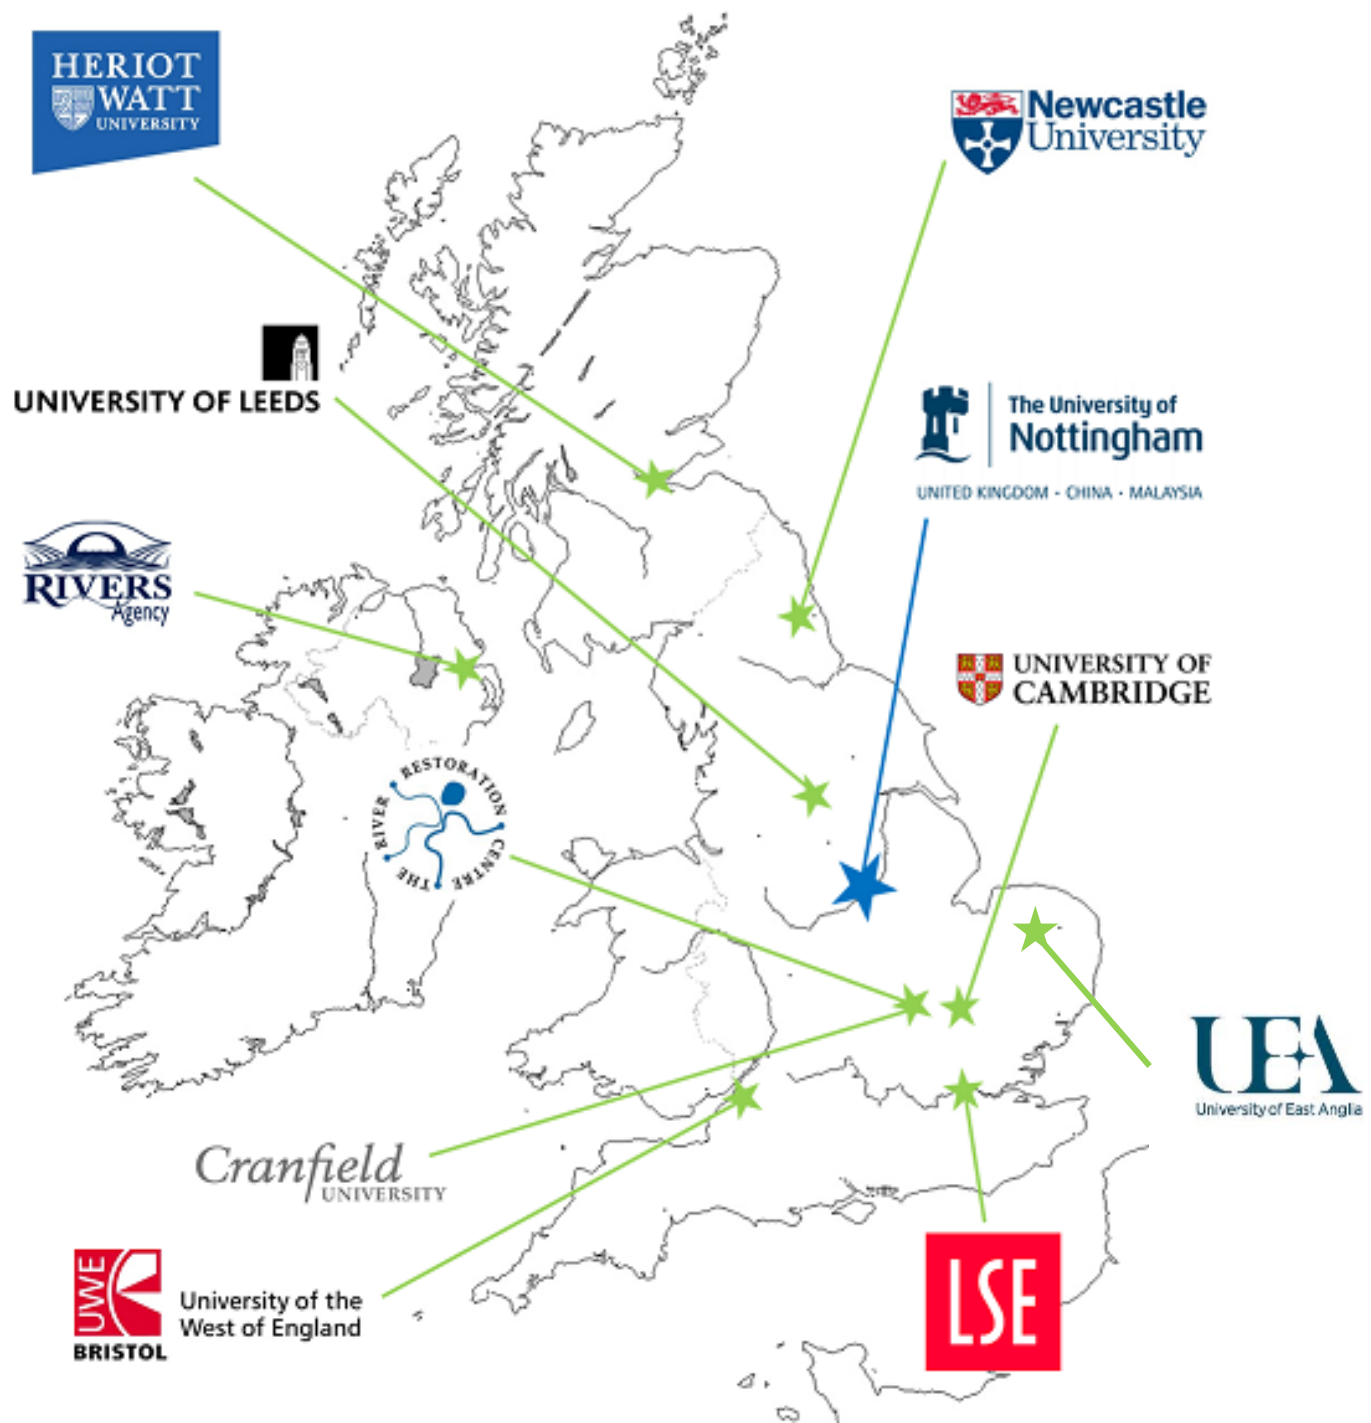 HERIOT
WATT
UNIVERSITY
Newcastle
University
UNIVERSITY OF LEEDS
The University of
Nottingham
UNITED KINGDOM · CHINA · MALAYSIA
RIVERS
Agency
UNIVERSITY OF
CAMBRIDGE
THE RIVER RESTORATION CENTRE
UEA
University of East Anglia
Cranfield
UNIVERSITY
UWE
BRISTOL
University of the
West of England
LSE